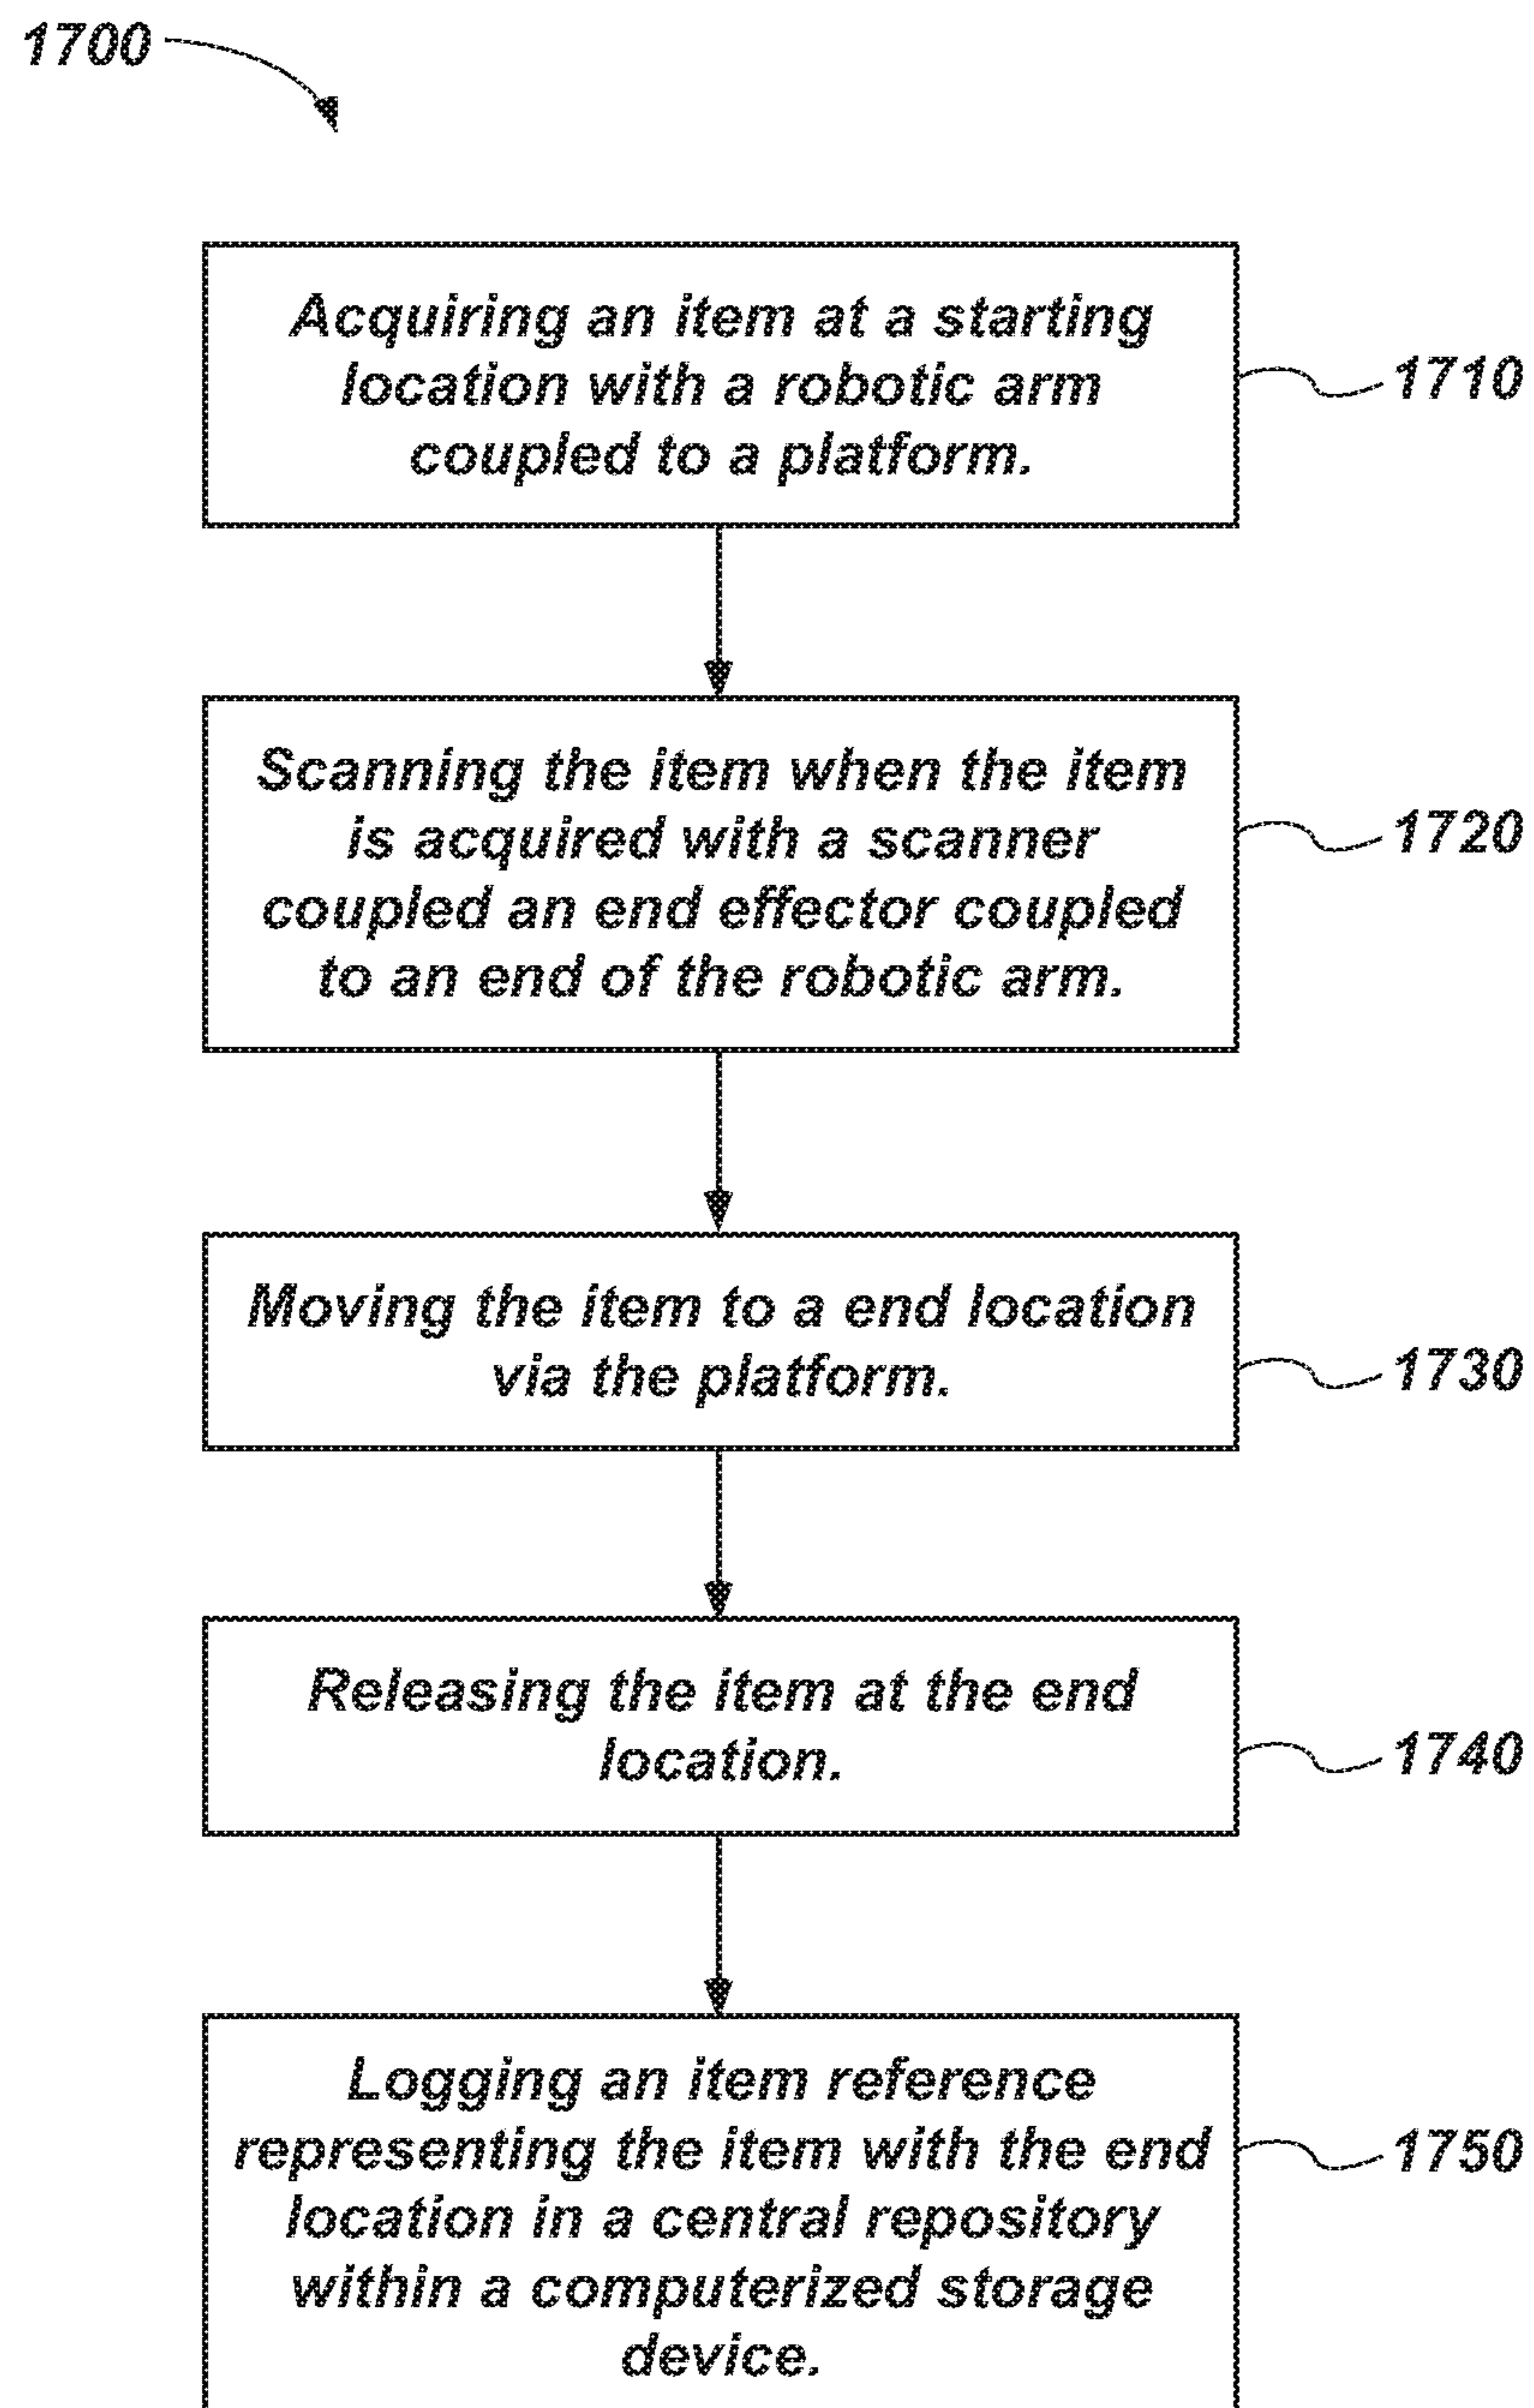 1700
Acquiring an item at a starting
location with a robotic arm
coupled to a platform.
1710
Scanning the item when the item
is acquired with a scanner
coupled an end effector coupled
to an end of the robotic arm.
1720
Moving the item to a end location
via the platform.
1730
Releasing the item at the end
location.
1740
Logging an item reference
representing the item with the end
location in a central repository
within a computerized storage
device.
1750